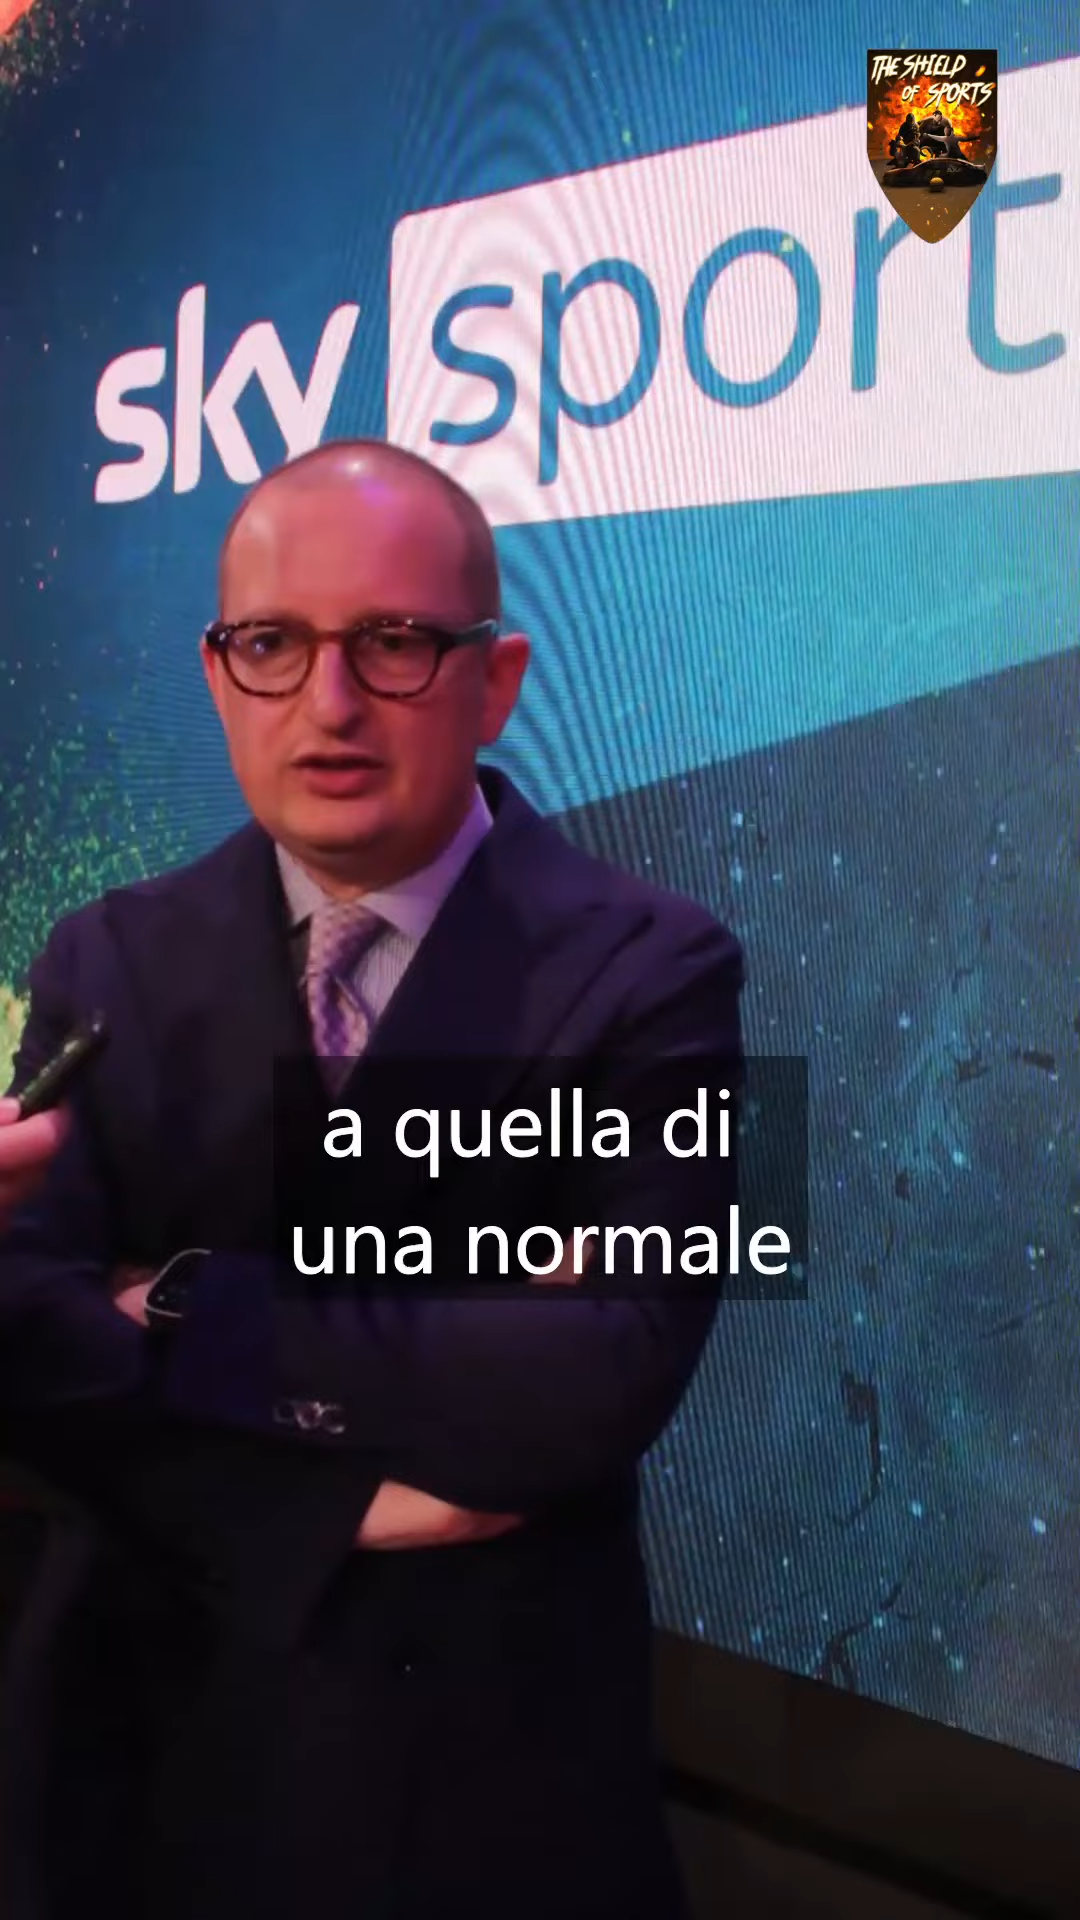 THE SHIELD
OF SPORTS
sky sport
a quella di
una normale